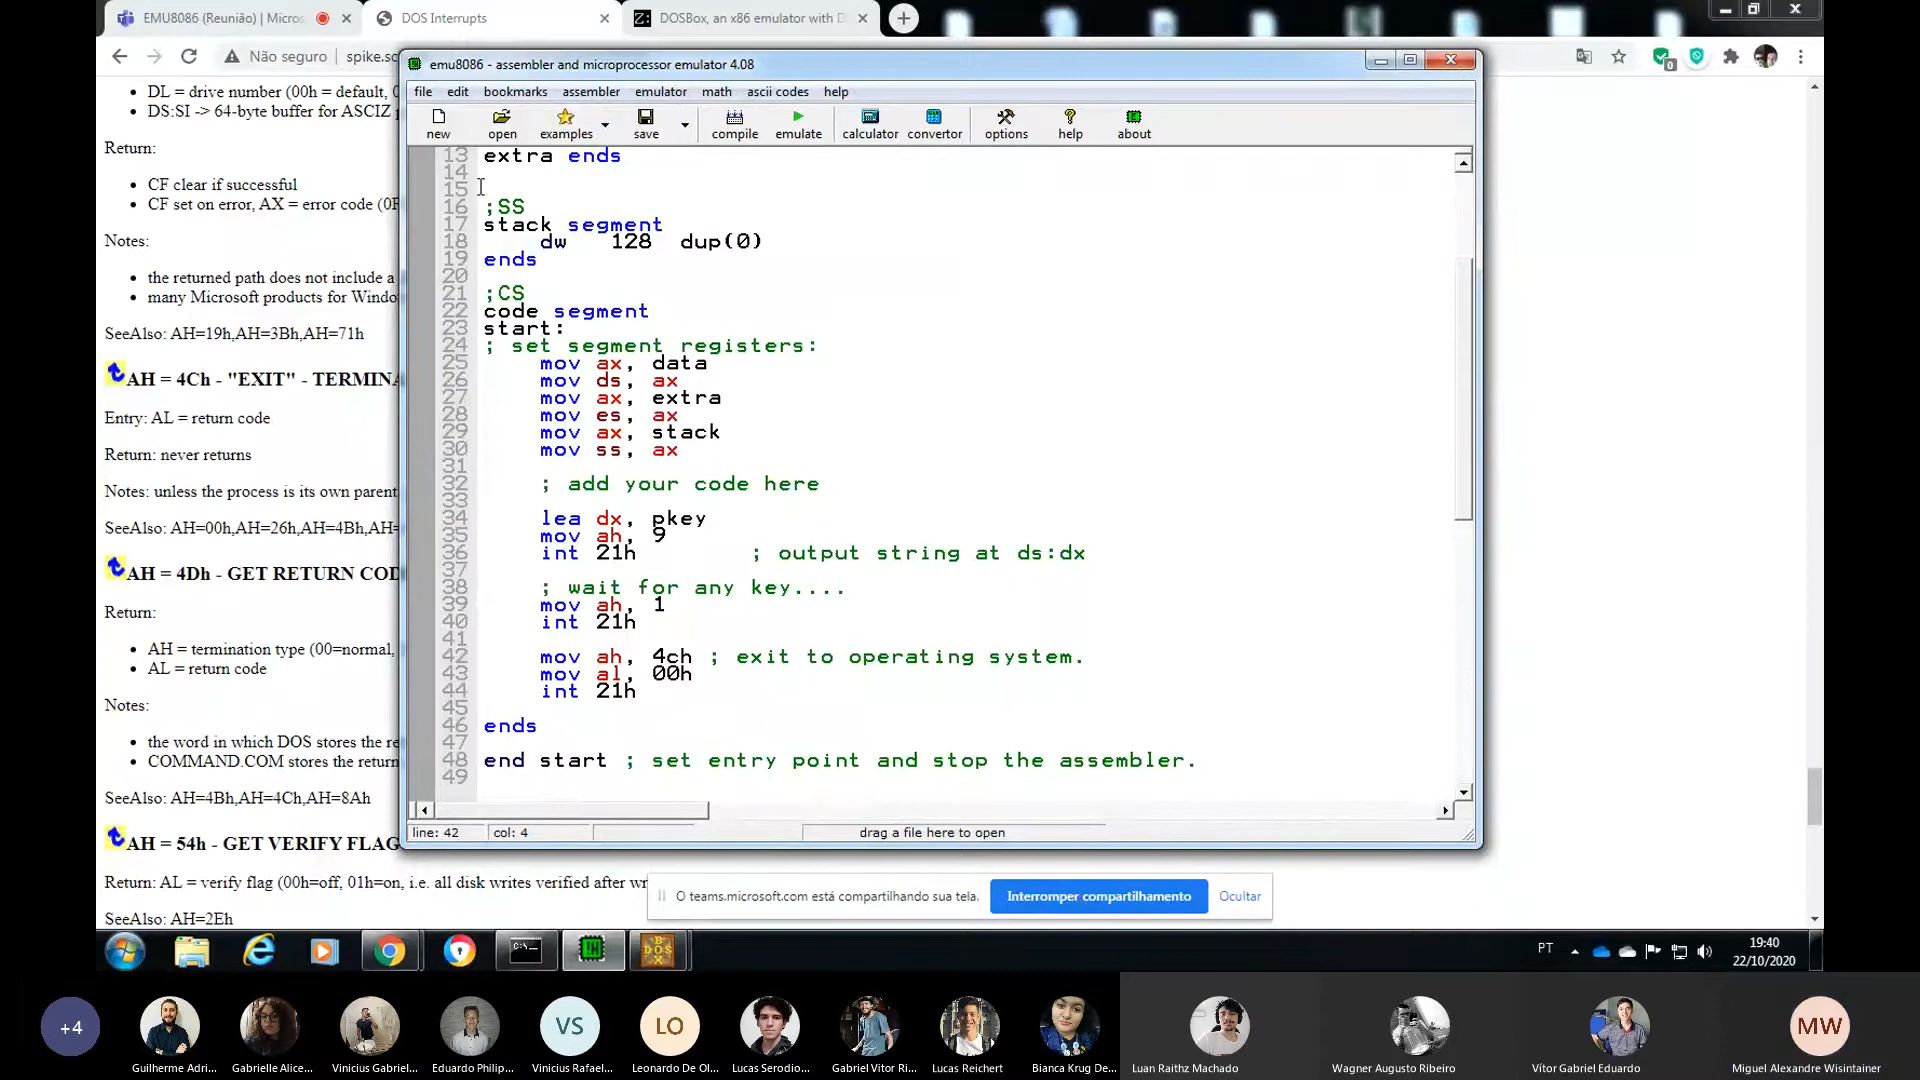 EMU8086 (Reunião) | Micros
DOS Interrupts
DOSBox, an x86 emulator with D
Não seguro
spike.sc
DL = drive number (00h = default, 0
DS:SI -> 64-byte buffer for ASCIZ p
Return:
CF clear if successful
CF set on error, AX = error code (0F
Notes:
the returned path does not include a
many Microsoft products for Windo
SeeAlso: AH=19h,AH=3Bh,AH=71h
AH = 4Ch - "EXIT" - TERMINA
Entry: AL = return code
Return: never returns
Notes: unless the process is its own parent
SeeAlso: AH=00h,AH=26h,AH=4Bh,AH=
AH = 4Dh - GET RETURN COD
Return:
AH = termination type (00=normal,
AL = return code
Notes:
the word in which DOS stores the re
COMMAND.COM stores the return
SeeAlso: AH=4Bh,AH=4Ch,AH=8Ah
AH = 54h - GET VERIFY FLAG
Return: AL = verify flag (00h=off, 01h=on, i.e. all disk writes verified after wr
SeeAlso: AH=2Eh
emu8086 - assembler and microprocessor emulator 4.08
file edit bookmarks assembler emulator math ascii codes help
new open examples save compile emulate calculator convertor options help about
13 extra ends
14
15
16 ;SS
17 stack segment
18 dw 128 dup(0)
19 ends
20
21 ;CS
22 code segment
23 start:
24 ; set segment registers:
25 mov ax, data
26 mov ds, ax
27 mov ax, extra
28 mov es, ax
29 mov ax, stack
30 mov ss, ax
31
32 ; add your code here
33
34 lea dx, pkey
35 mov ah, 9
36 int 21h ; output string at ds:dx
37
38 ; wait for any key....
39 mov ah, 1
40 int 21h
41
42 mov ah, 4ch ; exit to operating system.
43 mov al, 00h
44 int 21h
45
46 ends
47
48 end start ; set entry point and stop the assembler.
49
line: 42 col: 4 drag a file here to open
O teams.microsoft.com está compartilhando sua tela. Interromper compartilhamento Ocultar
PT
19:40
22/10/2020
+4
VS
LO
MW
Guilherme Adri...
Gabrielle Alice...
Vinicius Gabriel...
Eduardo Philip...
Vinicius Rafael...
Leonardo De Ol...
Lucas Serodio...
Gabriel Vitor Ri...
Lucas Reichert
Bianca Krug De...
Luan Raithz Machado
Wagner Augusto Ribeiro
Vítor Gabriel Eduardo
Miguel Alexandre Wisintainer